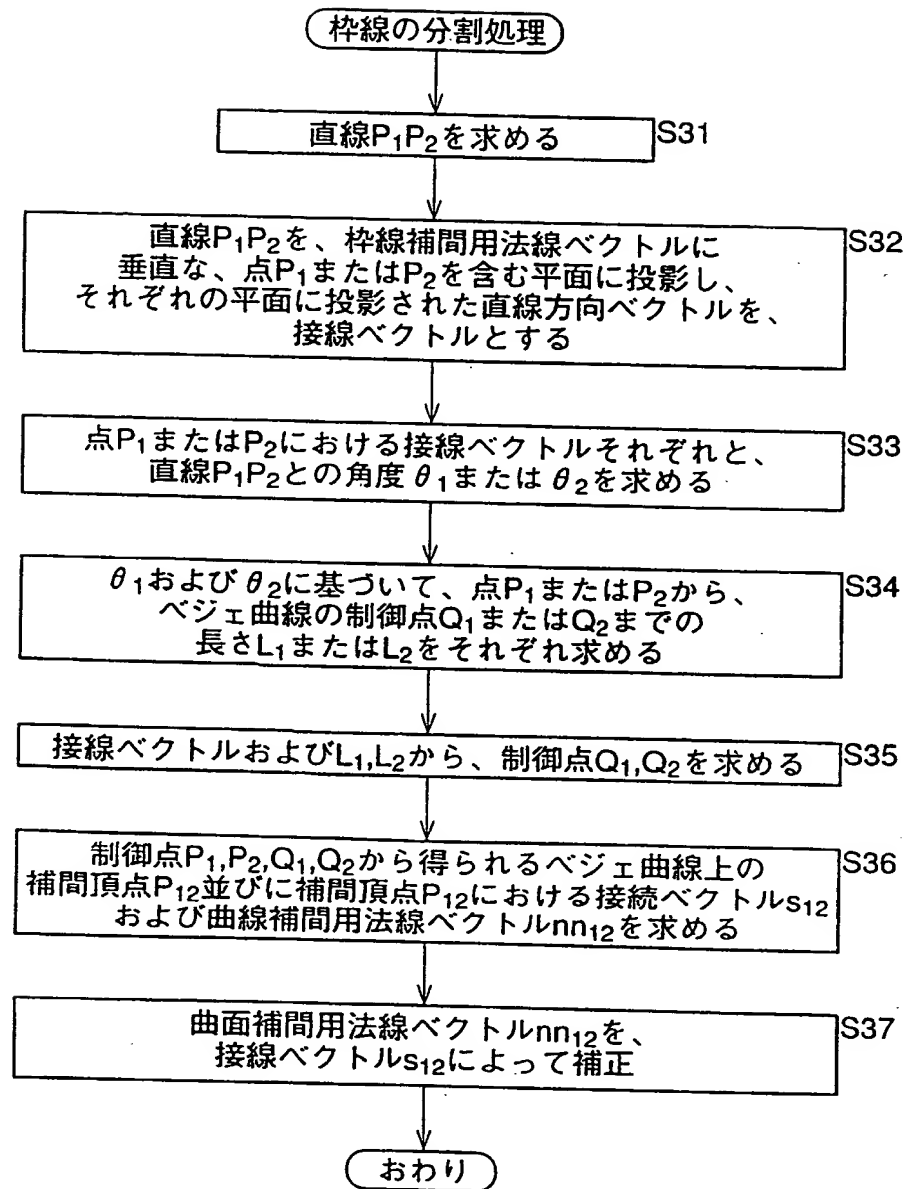 枠線の分割処理
直線P₁P₂を求める
S31
直線P₁P₂を、枠線補間用法線ベクトルに
垂直な、点P₁またはP₂を含む平面に投影し、
それぞれの平面に投影された直線方向ベクトルを、
接線ベクトルとする
S32
点P₁またはP₂における接線ベクトルそれぞれと、
直線P₁P₂との角度θ₁またはθ₂を求める
S33
θ₁およびθ₂に基づいて、点P₁またはP₂から、
ベジェ曲線の制御点Q₁またはQ₂までの
長さL₁またはL₂をそれぞれ求める
S34
接線ベクトルおよびL₁,L₂から、制御点Q₁,Q₂を求める
S35
制御点P₁,P₂,Q₁,Q₂から得られるベジェ曲線上の
補間頂点P₁₂並びに補間頂点P₁₂における接続ベクトルs₁₂
および曲線補間用法線ベクトルnn₁₂を求める
S36
曲面補間用法線ベクトルnn₁₂を、
接線ベクトルs₁₂によって補正
S37
おわり